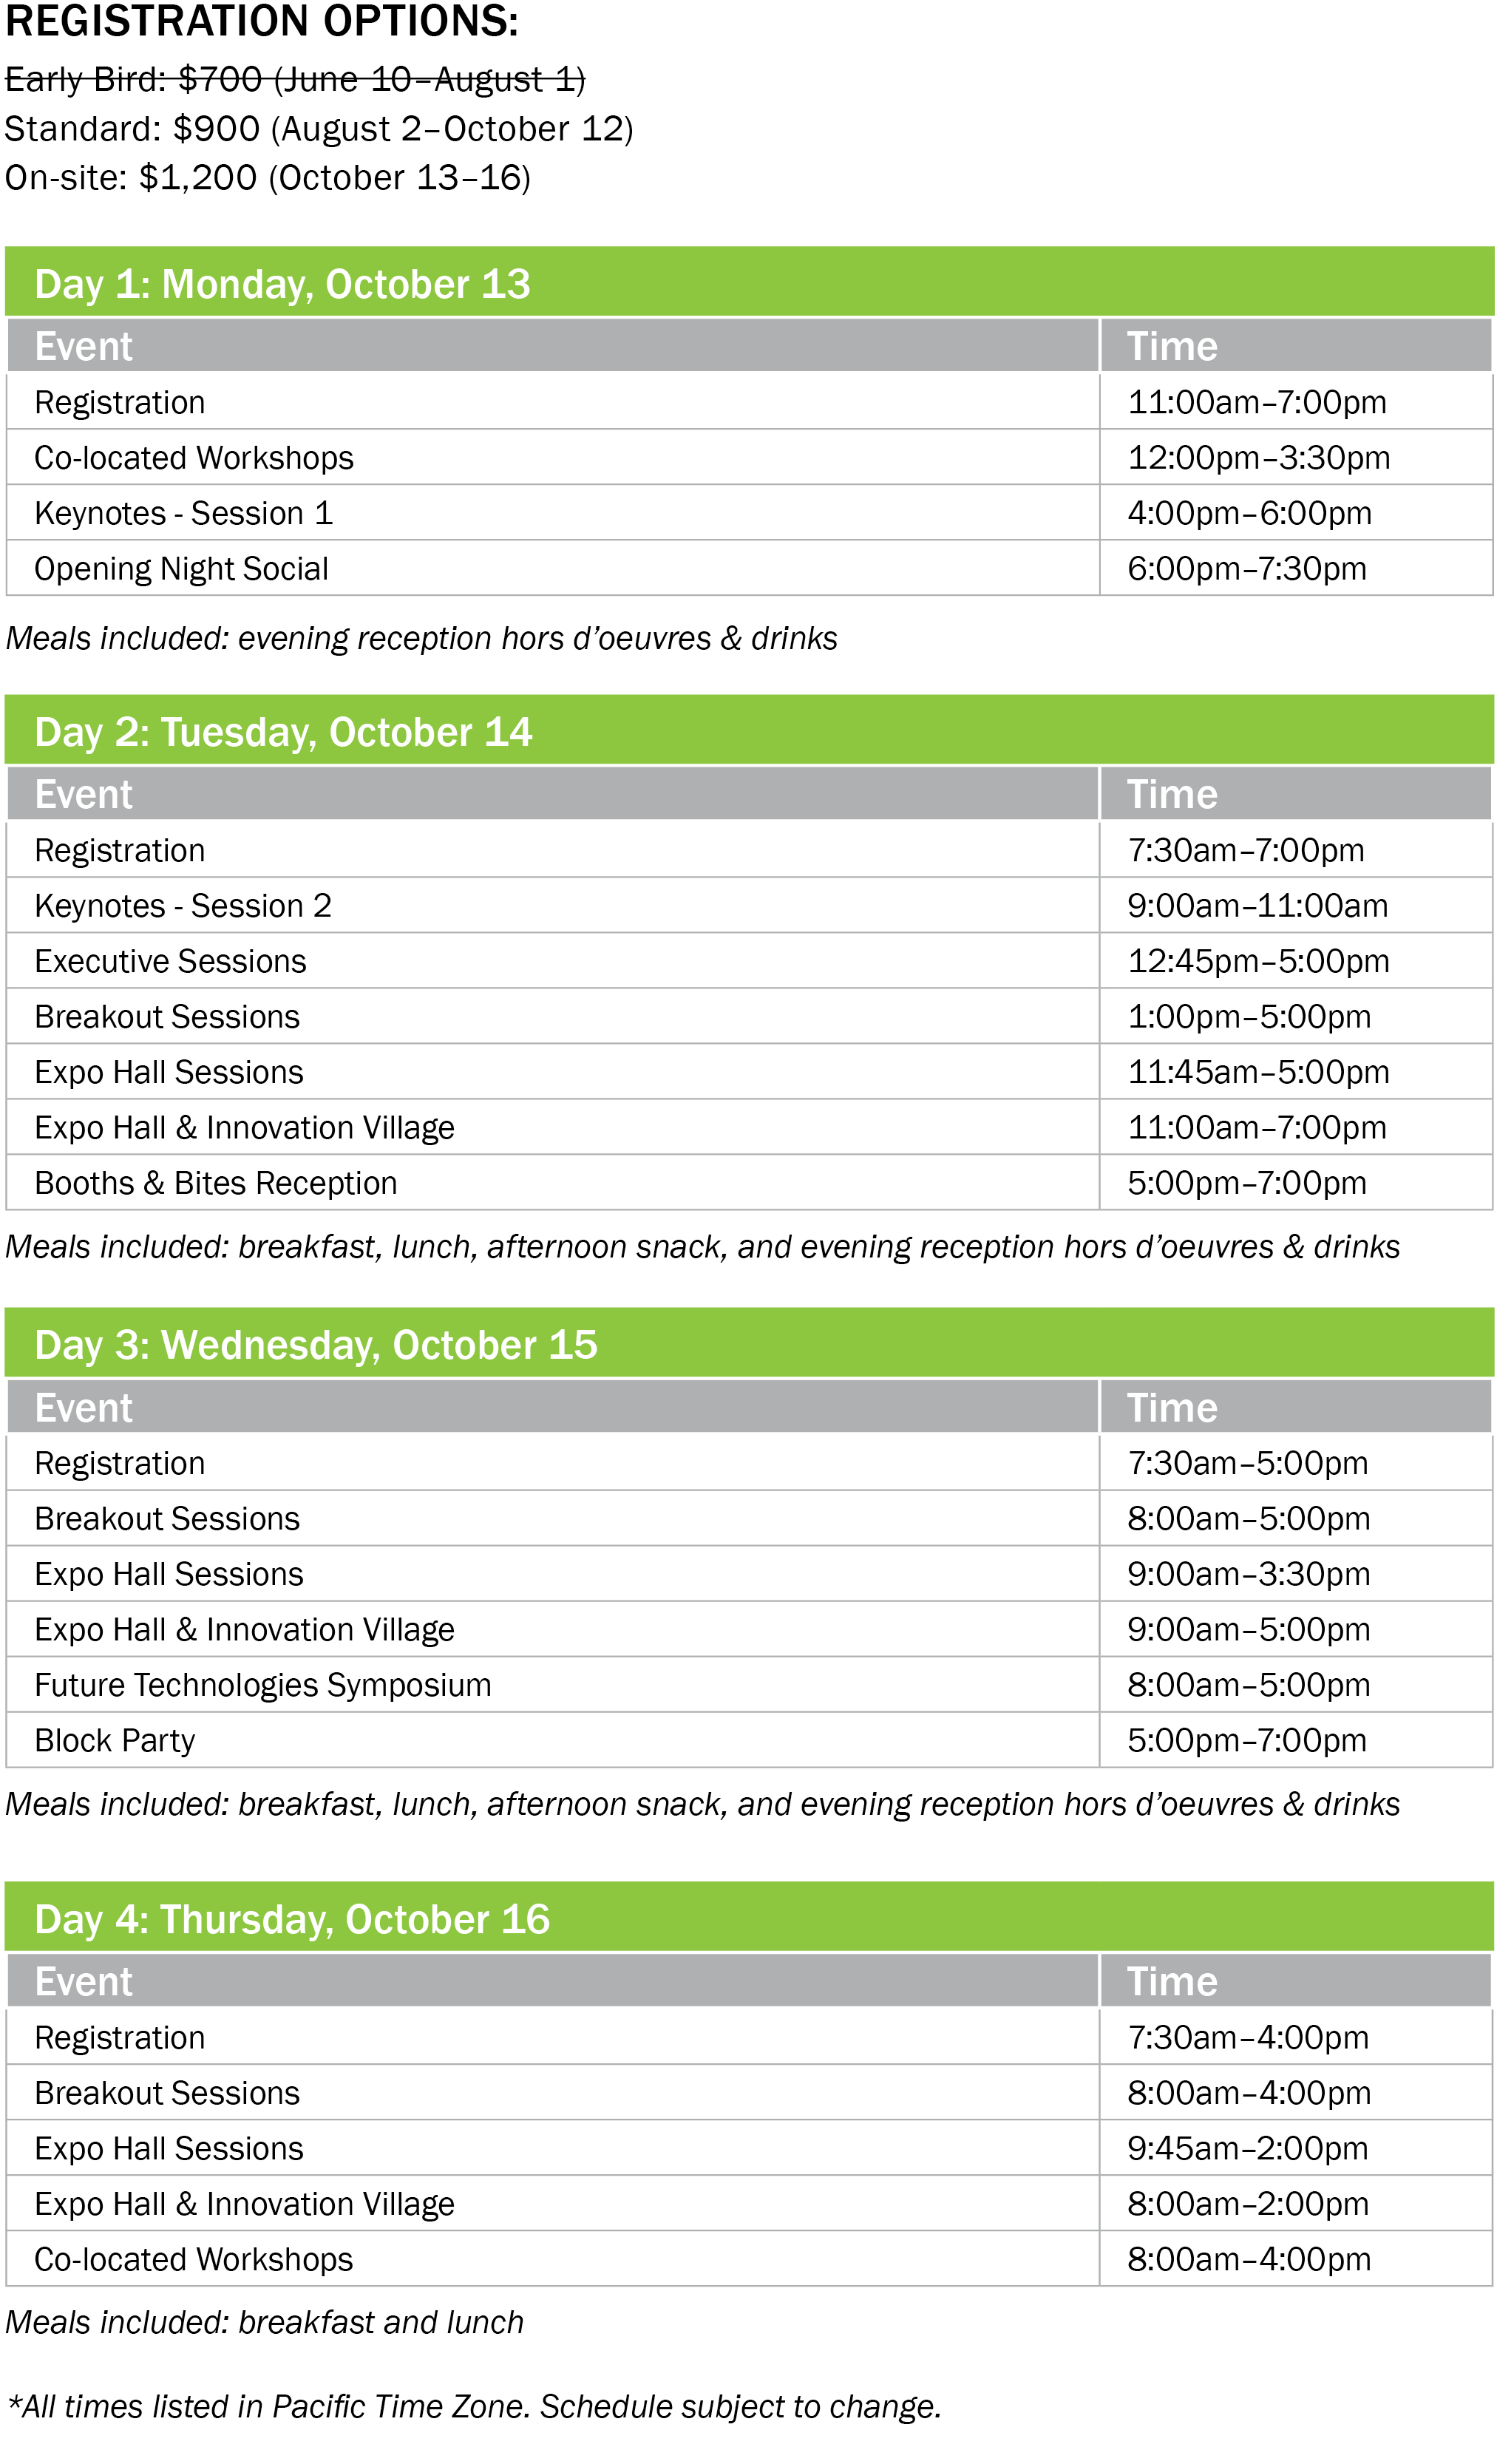 REGISTRATION OPTIONS:
Early Bird: $700 (June 10–August 1)
Standard: $900 (August 2–October 12)
On-site: $1,200 (October 13–16)
Day 1: Monday, October 13
Event Time
Registration 11:00am–7:00pm
Co-located Workshops 12:00pm–3:30pm
Keynotes - Session 1 4:00pm–6:00pm
Opening Night Social 6:00pm–7:30pm
Meals included: evening reception hors d’oeuvres & drinks
Day 2: Tuesday, October 14
Event Time
Registration 7:30am–7:00pm
Keynotes - Session 2 9:00am–11:00am
Executive Sessions 12:45pm–5:00pm
Breakout Sessions 1:00pm–5:00pm
Expo Hall Sessions 11:45am–5:00pm
Expo Hall & Innovation Village 11:00am–7:00pm
Booths & Bites Reception 5:00pm–7:00pm
Meals included: breakfast, lunch, afternoon snack, and evening reception hors d’oeuvres & drinks
Day 3: Wednesday, October 15
Event Time
Registration 7:30am–5:00pm
Breakout Sessions 8:00am–5:00pm
Expo Hall Sessions 9:00am–3:30pm
Expo Hall & Innovation Village 9:00am–5:00pm
Future Technologies Symposium 8:00am–5:00pm
Block Party 5:00pm–7:00pm
Meals included: breakfast, lunch, afternoon snack, and evening reception hors d’oeuvres & drinks
Day 4: Thursday, October 16
Event Time
Registration 7:30am–4:00pm
Breakout Sessions 8:00am–4:00pm
Expo Hall Sessions 9:45am–2:00pm
Expo Hall & Innovation Village 8:00am–2:00pm
Co-located Workshops 8:00am–4:00pm
Meals included: breakfast and lunch
*All times listed in Pacific Time Zone. Schedule subject to change.